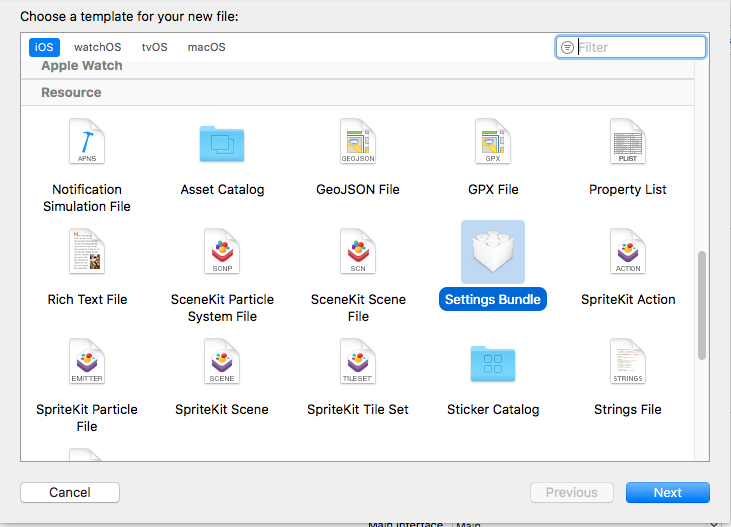 Choose a template for your new file:
iOS watchOS tvOS macOS Filter
Apple Watch
Resource
APNS GEOJSON GPX PLIST
Notification Simulation File Asset Catalog GeoJSON File GPX File Property List
SCNP SCN ACTION
Rich Text File SceneKit Particle System File SceneKit Scene File Settings Bundle SpriteKit Action
EMITTER SCENE TILESET STRINGS
SpriteKit Particle File SpriteKit Scene SpriteKit Tile Set Sticker Catalog Strings File
Cancel Previous Next
Main Interface Main